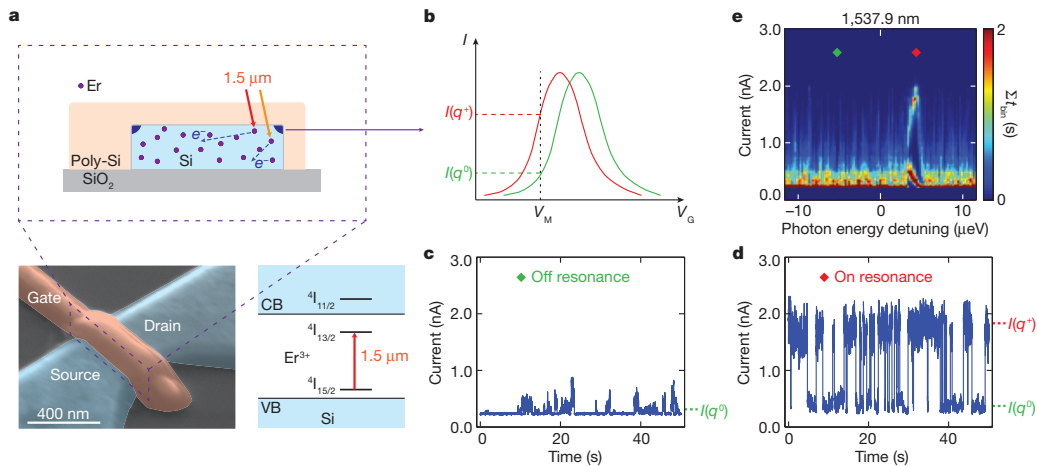 a
Er
1.5 μm
e⁻
Si
e⁻
Poly-Si
SiO₂
Gate
Drain
Source
400 nm
CB
⁴I₁₁/₂
⁴I₁₃/₂
Er³⁺
1.5 μm
⁴I₁₅/₂
VB
Si
b
I
I(q⁺)
I(q⁰)
V_M
V_G
c
Off resonance
Current (nA)
3.0
2.0
1.0
0.0
0
20
40
Time (s)
I(q⁰)
e
1,537.9 nm
Current (nA)
3.0
2.0
1.0
0.0
–10
0
10
Photon energy detuning (μeV)
2
0
Σt_bin (s)
d
On resonance
Current (nA)
3.0
2.0
1.0
0.0
0
20
40
Time (s)
I(q⁺)
I(q⁰)